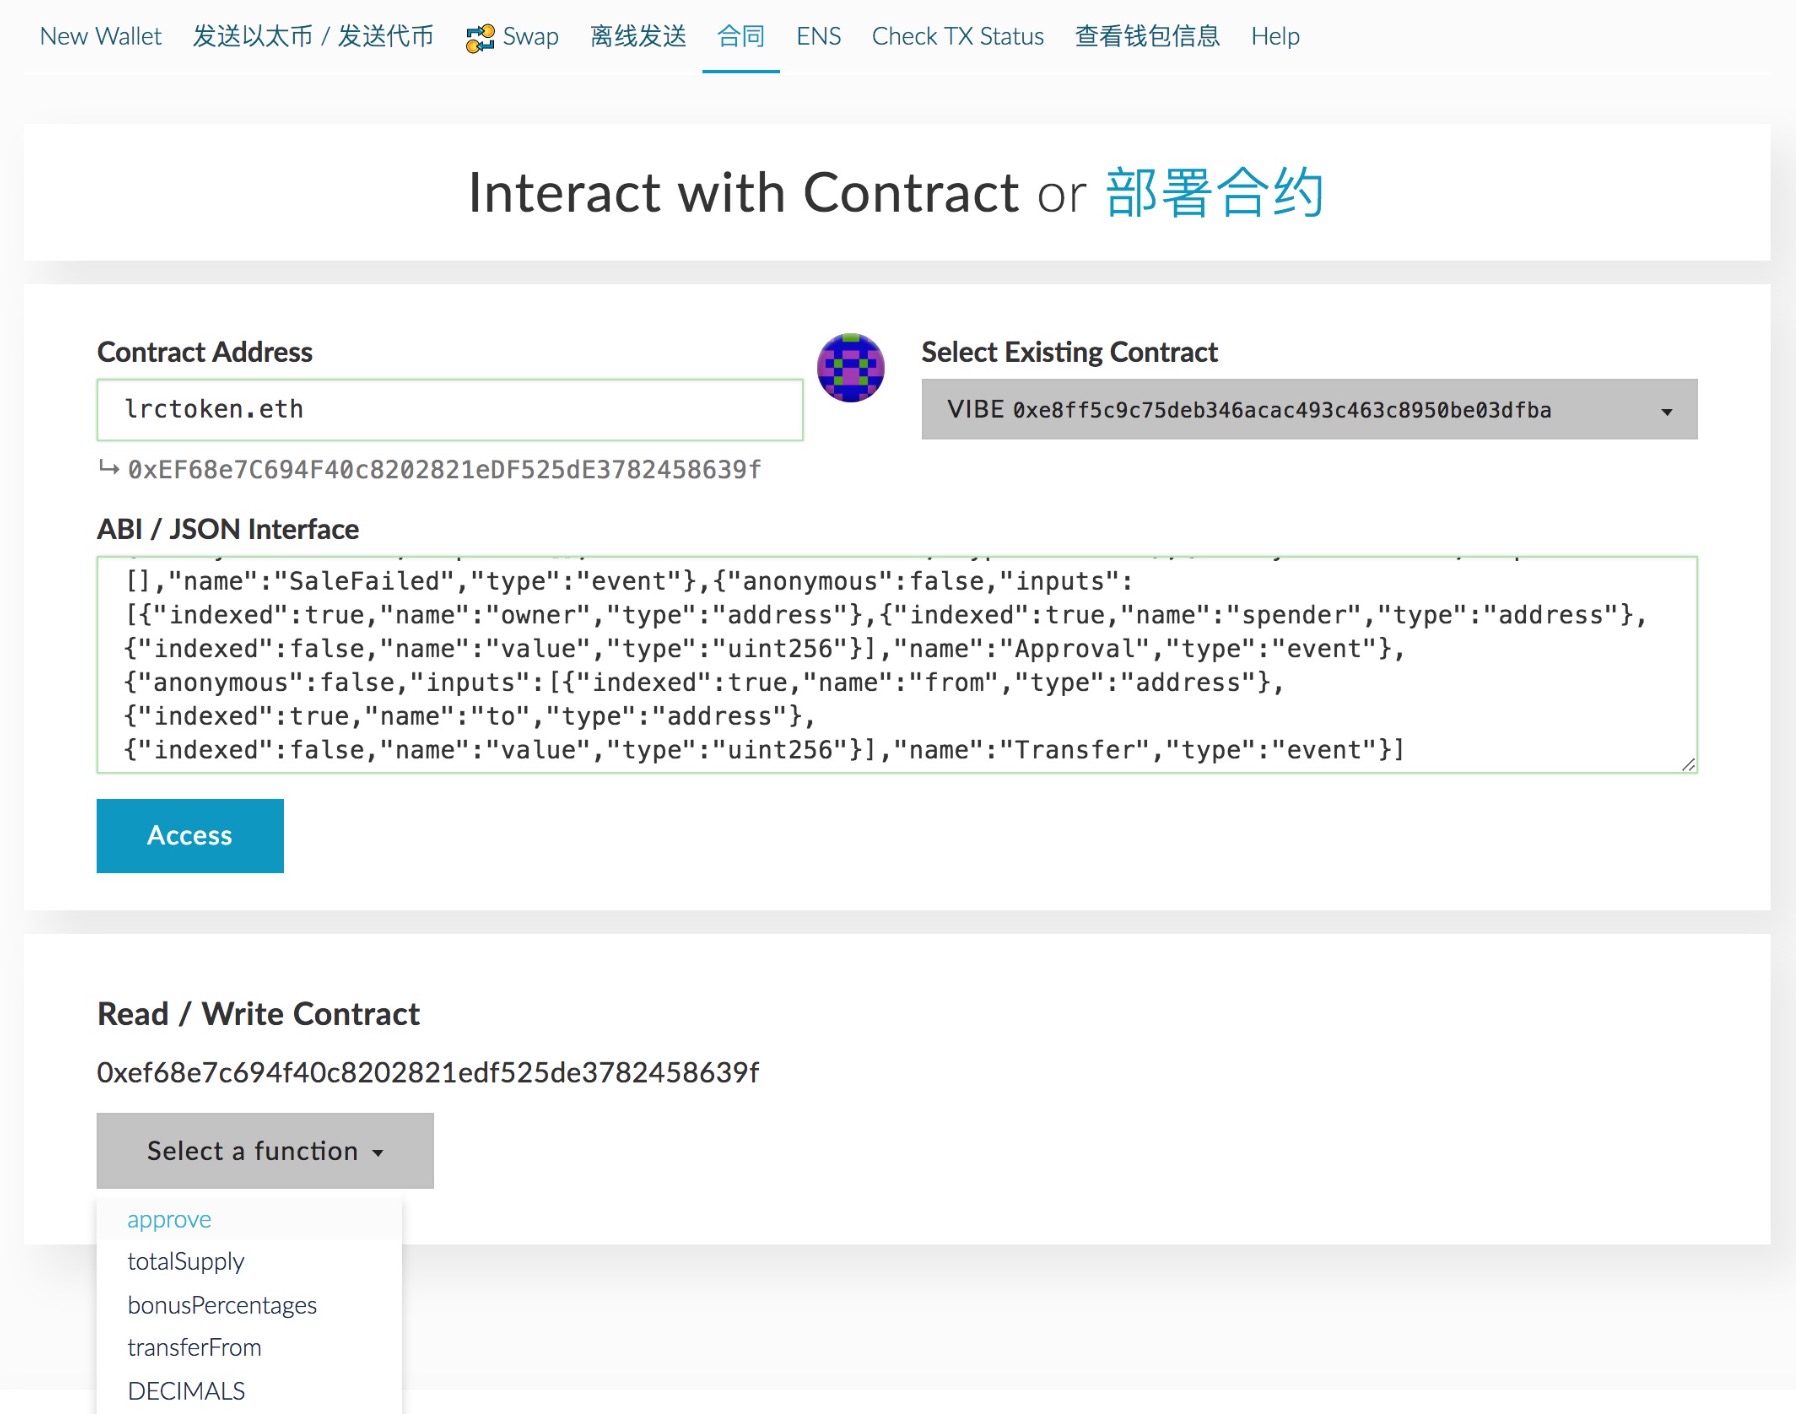 New Wallet 发送以太币 / 发送代币 Swap 离线发送 合同 ENS Check TX Status 查看钱包信息 Help
Interact with Contract or 部署合约
Contract Address
lrctoken.eth
↳ 0xEF68e7C694F40c8202821eDF525dE3782458639f
Select Existing Contract
VIBE 0xe8ff5c9c75deb346acac493c463c8950be03dfba
ABI / JSON Interface
[],"name":"SaleFailed","type":"event"},{"anonymous":false,"inputs":
[{"indexed":true,"name":"owner","type":"address"},{"indexed":true,"name":"spender","type":"address"},
{"indexed":false,"name":"value","type":"uint256"}],"name":"Approval","type":"event"},
{"anonymous":false,"inputs":[{"indexed":true,"name":"from","type":"address"},
{"indexed":true,"name":"to","type":"address"},
{"indexed":false,"name":"value","type":"uint256"}],"name":"Transfer","type":"event"}]
Access
Read / Write Contract
0xef68e7c694f40c8202821edf525de3782458639f
Select a function
approve
totalSupply
bonusPercentages
transferFrom
DECIMALS